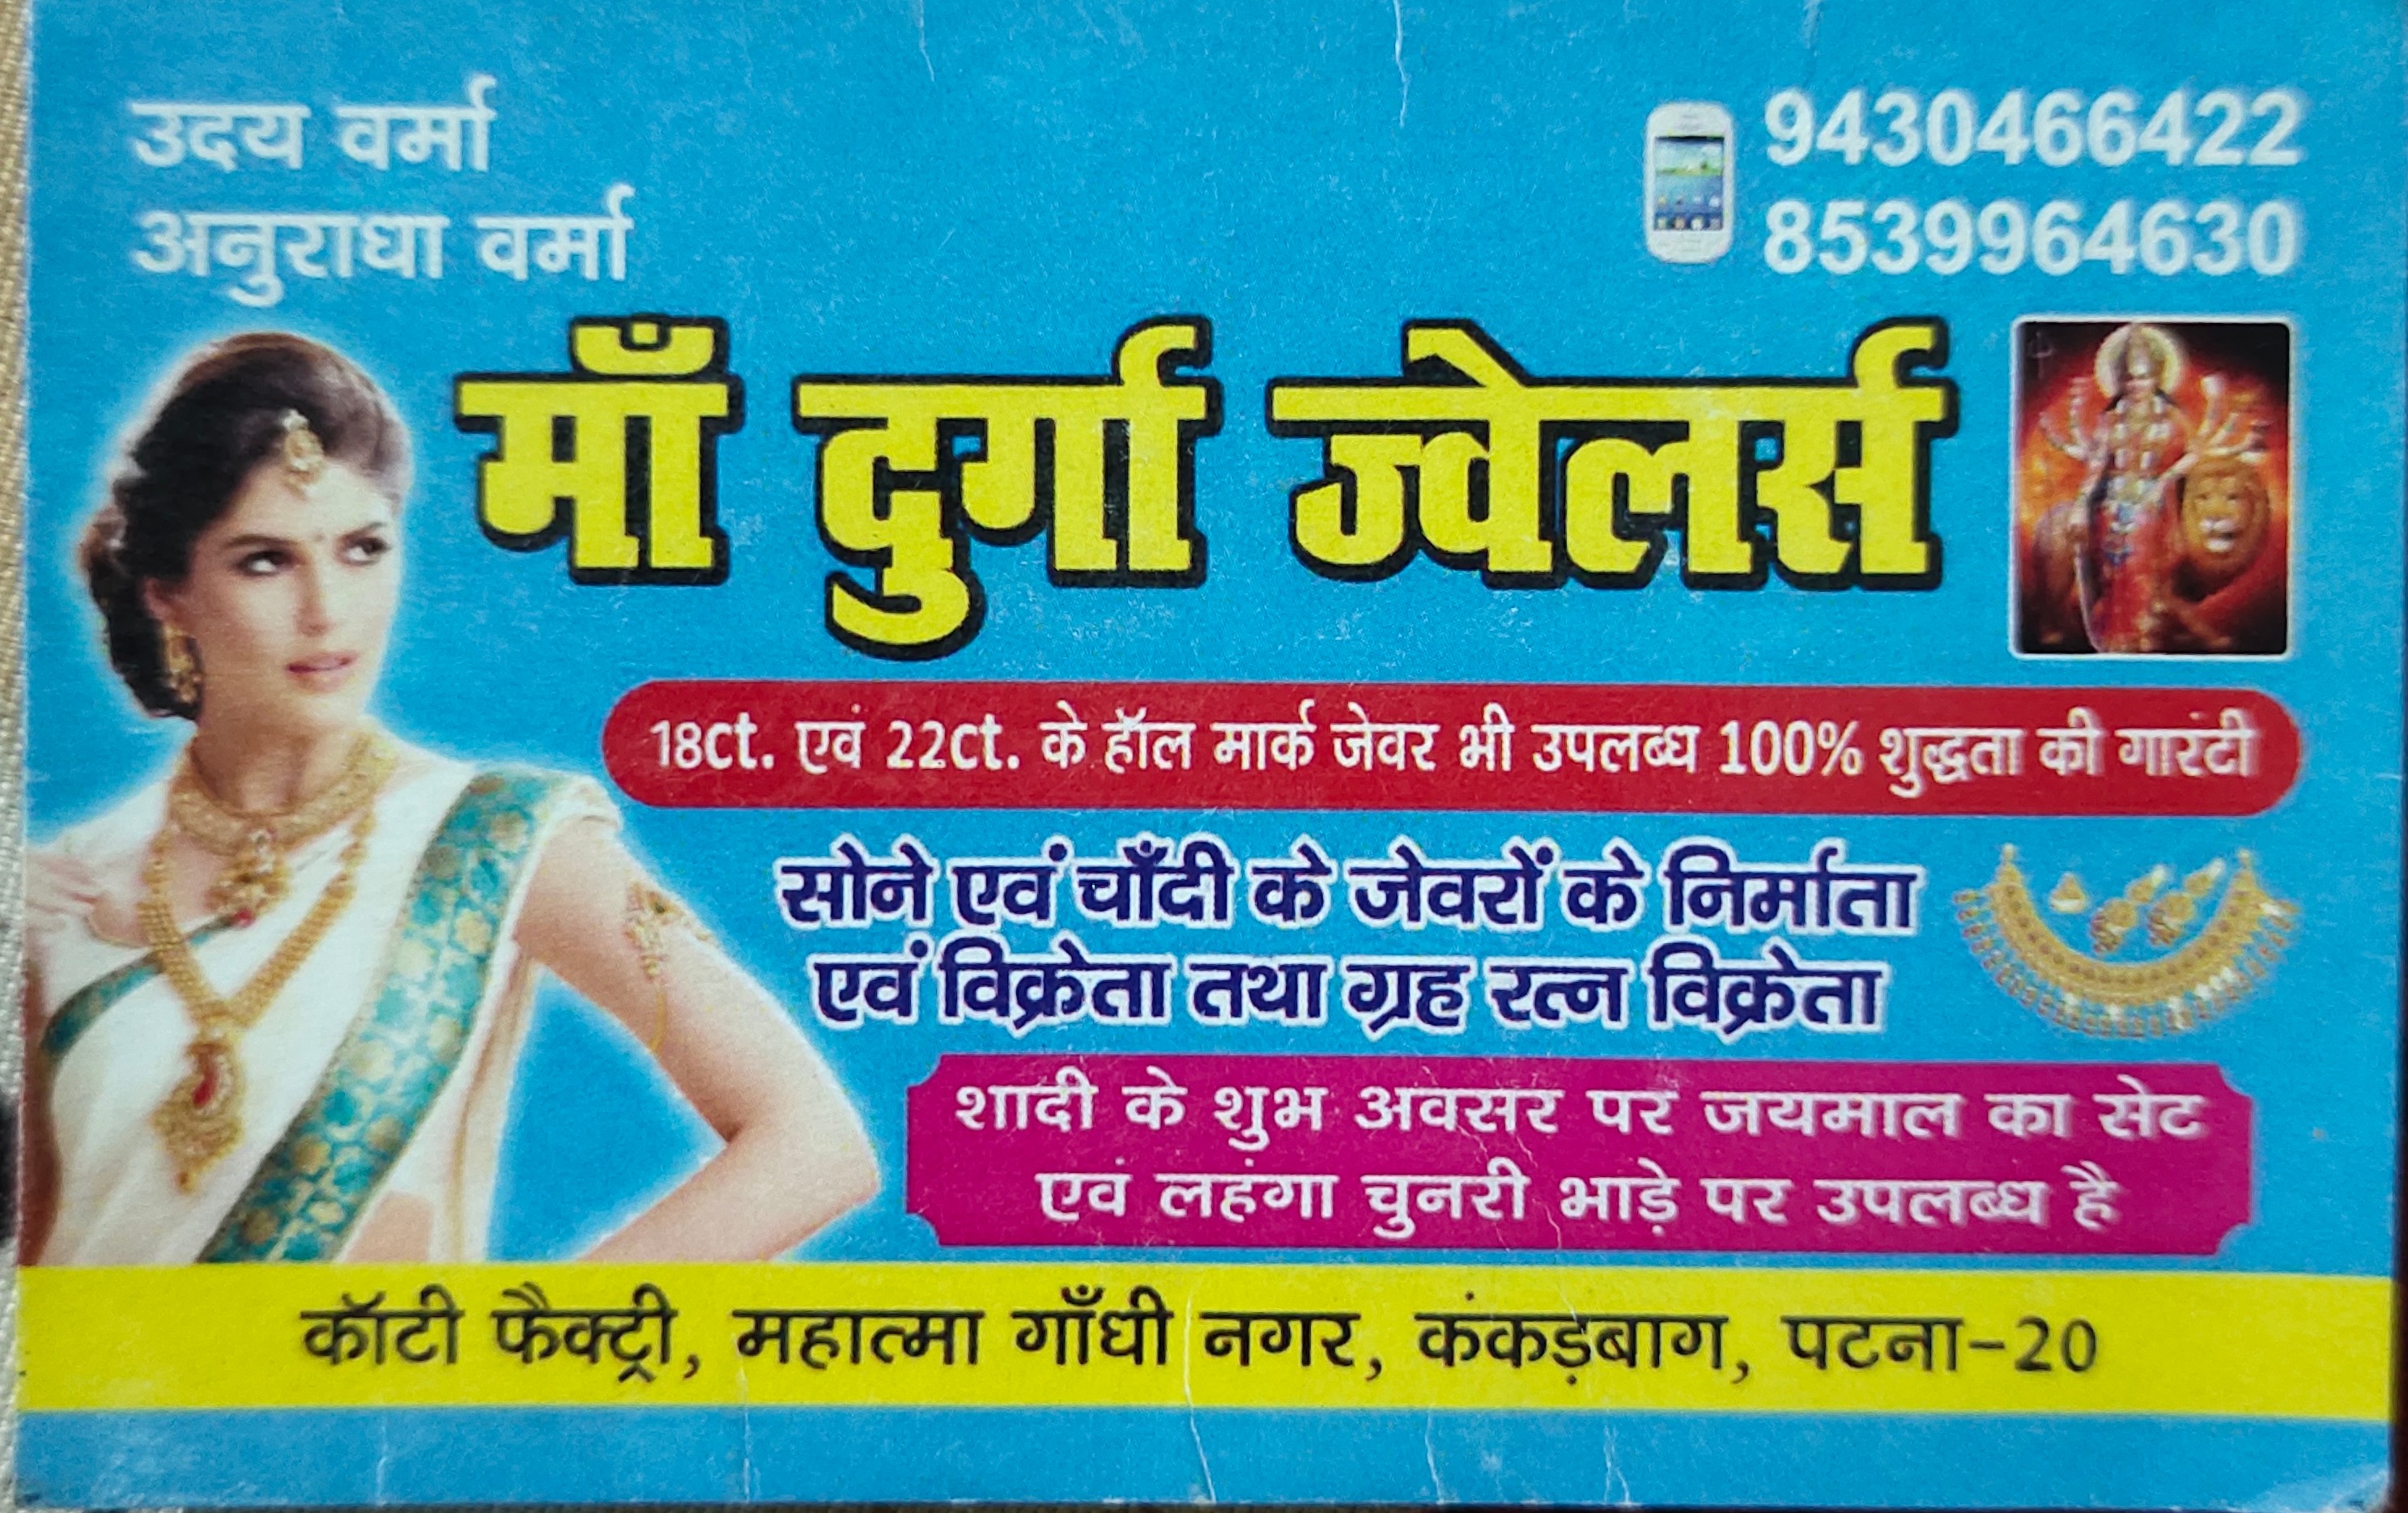 उदय वर्मा
अनुराधा वर्मा
9430466422
8539964630
माँ दुर्गा ज्वेलर्स
18ct. एवं 22ct. के हॉल मार्क जेवर भी उपलब्ध 100% शुद्धता की गारंटी
सोने एवं चाँदी के जेवरों के निर्माता
एवं विक्रेता तथा ग्रह रत्न विक्रेता
शादी के शुभ अवसर पर जयमाल का सेट
एवं लहंगा चुनरी भाड़े पर उपलब्ध है
कॉटी फैक्ट्री, महात्मा गाँधी नगर, कंकड़बाग, पटना-20